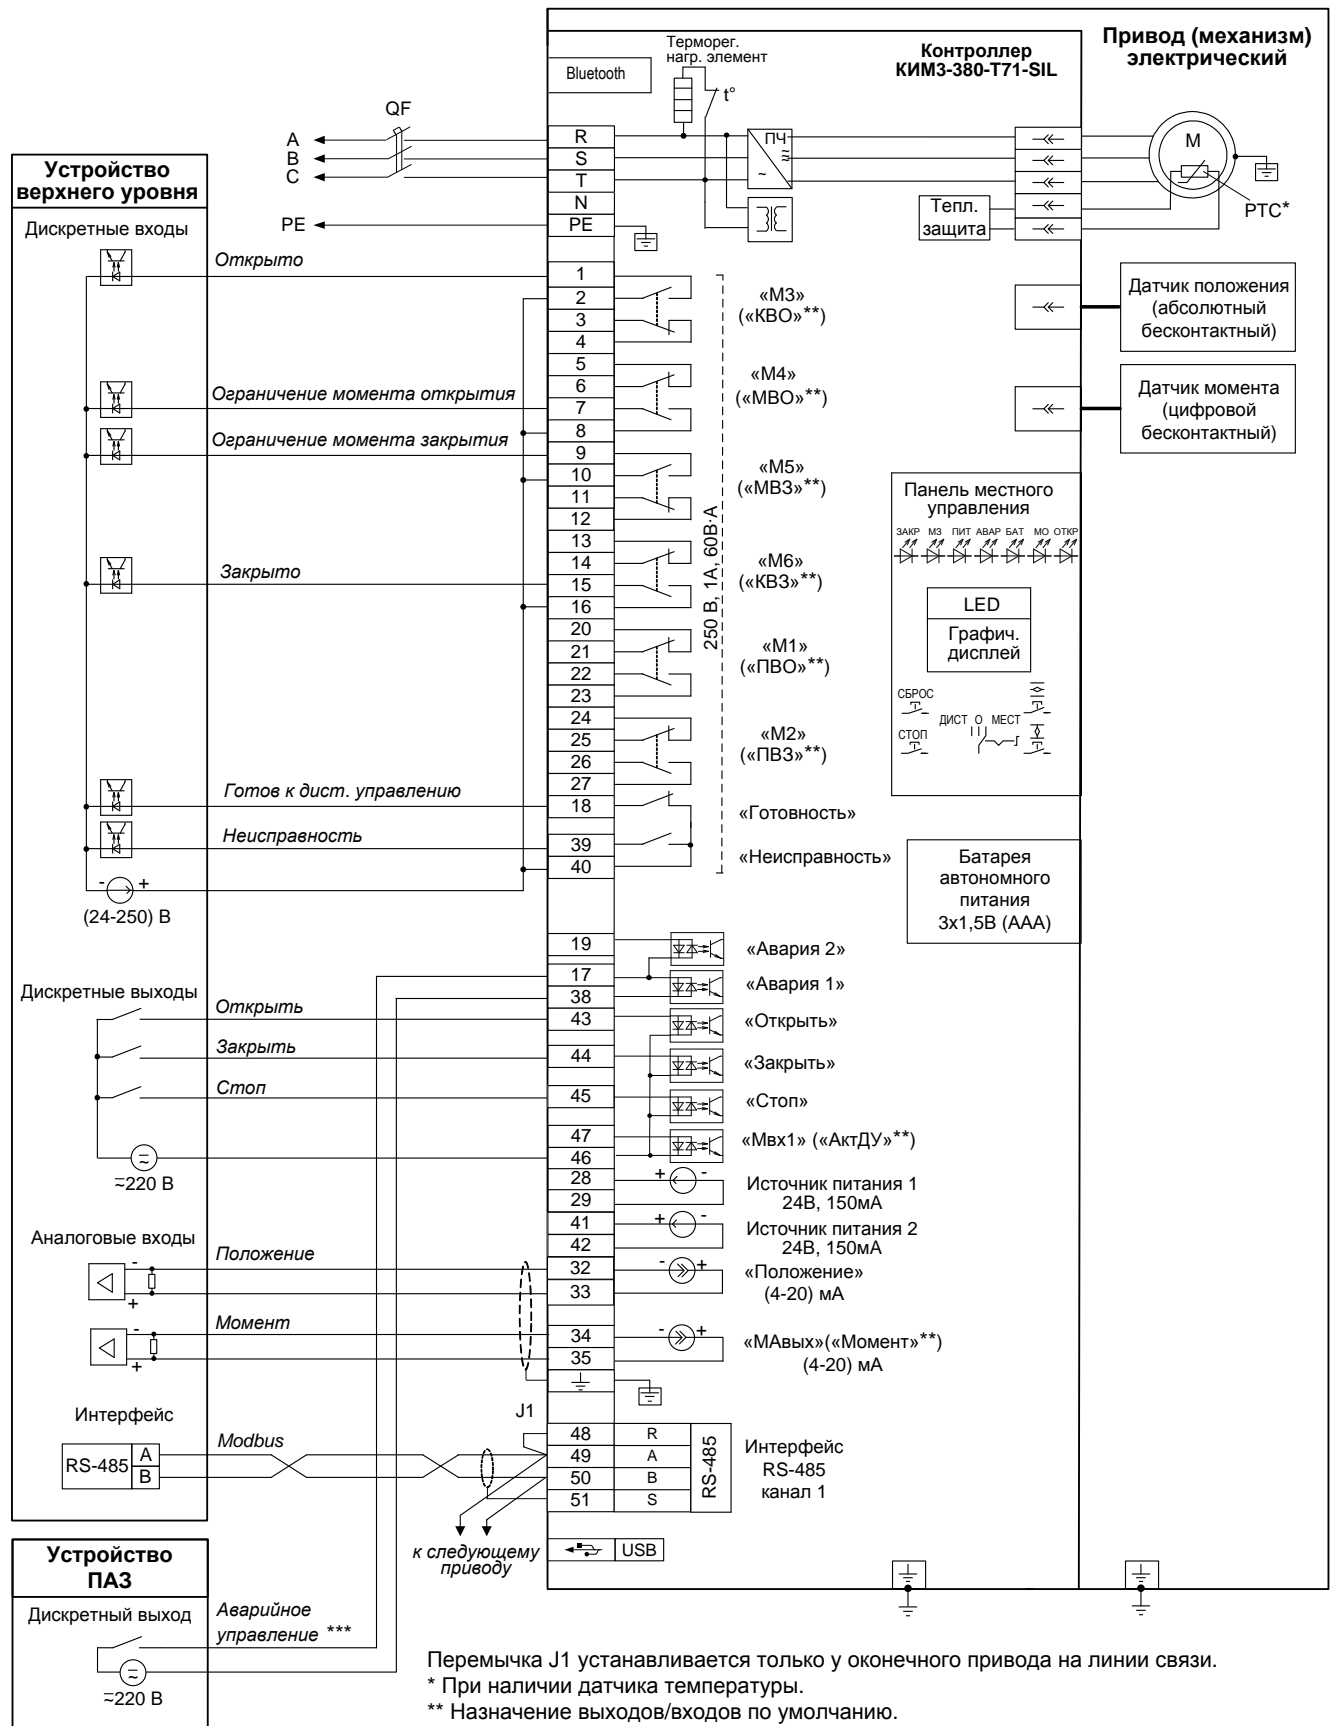 Привод (механизм)
электрический
Контроллер
КИМ3-380-Т71-SIL
Терморег.
нагр. элемент
Bluetooth
t°
QF
A
B
C
PE
R
S
T
N
PE
ПЧ
≂
~
M
PTC*
Тепл.
защита
Устройство
верхнего уровня
Дискретные входы
Открыто
Ограничение момента открытия
Ограничение момента закрытия
Закрыто
Готов к дист. управлению
Неисправность
- +
(24-250) В
1
2
3
4
5
6
7
8
9
10
11
12
13
14
15
16
20
21
22
23
24
25
26
27
18
39
40
«М3»
(«КВО»**)
«М4»
(«МВО»**)
«М5»
(«МВЗ»**)
«М6»
(«КВЗ»**)
«М1»
(«ПВО»**)
«М2»
(«ПВЗ»**)
«Готовность»
«Неисправность»
250 В, 1А, 60В·А
Датчик положения
(абсолютный
бесконтактный)
Датчик момента
(цифровой
бесконтактный)
Панель местного
управления
ЗАКР МЗ ПИТ АВАР БАТ МО ОТКР
LED
Графич.
дисплей
СБРОС
СТОП
ДИСТ О МЕСТ
Батарея
автономного
питания
3х1,5В (ААА)
Дискретные выходы
Открыть
Закрыть
Стоп
≂220 В
19
17
38
43
44
45
47
46
28
29
41
42
32
33
34
35
«Авария 2»
«Авария 1»
«Открыть»
«Закрыть»
«Стоп»
«Мвх1» («АктДУ»**)
+ -
Источник питания 1
24В, 150мА
+ -
Источник питания 2
24В, 150мА
- +
«Положение»
(4-20) мА
- +
«МАвых»(«Момент»**)
(4-20) мА
Аналоговые входы
Положение
-
+
Момент
-
+
Интерфейс
RS-485
A
B
Modbus
J1
48 R
49 A
50 B
51 S
RS-485
Интерфейс
RS-485
канал 1
к следующему
приводу
USB
Устройство
ПАЗ
Дискретный выход
Аварийное
управление ***
≂220 В
Перемычка J1 устанавливается только у оконечного привода на линии связи.
* При наличии датчика температуры.
** Назначение выходов/входов по умолчанию.